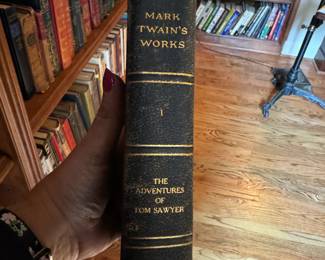 MARK
TWAIN'S
WORKS
1
THE
ADVENTURES
OF
TOM SAWYER